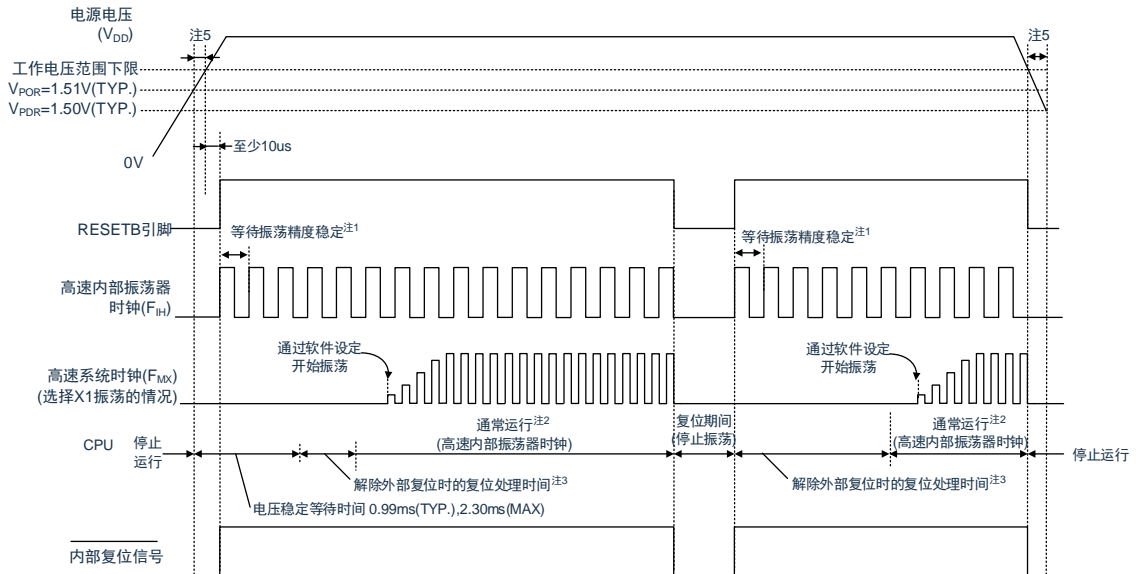 电源电压
(VDD)
注5
注5
工作电压范围下限
VPOR=1.51V(TYP.)
VPDR=1.50V(TYP.)
0V
至少10us
RESETB引脚
等待振荡精度稳定注1
等待振荡精度稳定注1
高速内部振荡器
时钟(FIH)
通过软件设定
开始振荡
通过软件设定
开始振荡
高速系统时钟(FMX)
(选择X1振荡的情况)
CPU
停止
运行
通常运行注2
(高速内部振荡器时钟)
复位期间
(停止振荡)
通常运行注2
(高速内部振荡器时钟)
停止运行
解除外部复位时的复位处理时间注3
解除外部复位时的复位处理时间注3
电压稳定等待时间 0.99ms(TYP.),2.30ms(MAX)
内部复位信号